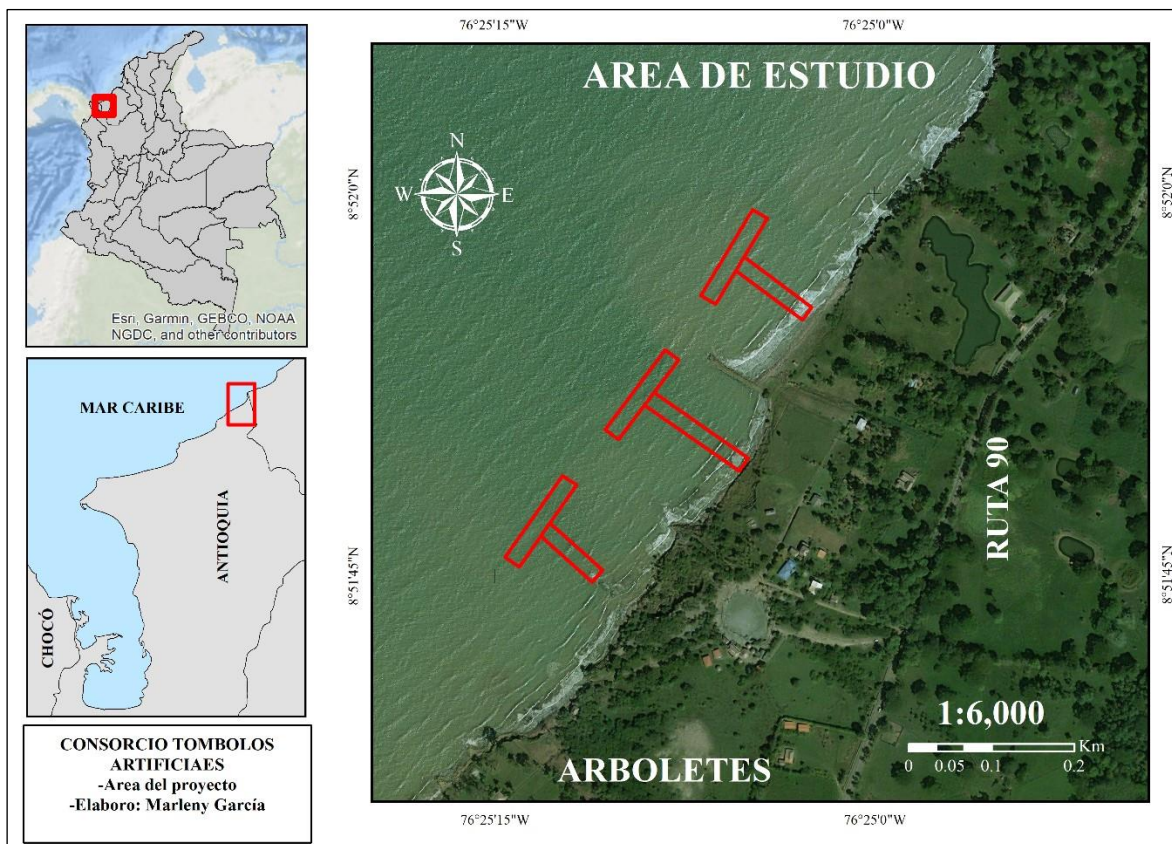 Esri, Garmin, GEBCO, NOAA
NGDC, and other contributors
MAR CARIBE
ANTIOQUIA
CHOCÓ
CONSORCIO TOMBOLOS
ARTIFICIAES
-Area del proyecto
-Elaboro: Marleny García
76°25'15"W
76°25'0"W
AREA DE ESTUDIO
N
W
E
S
8°52'0"N
8°52'0"N
RUTA 90
8°51'45"N
8°51'45"N
1:6,000
Km
0
0.05
0.1
0.2
ARBOLETES
76°25'15"W
76°25'0"W